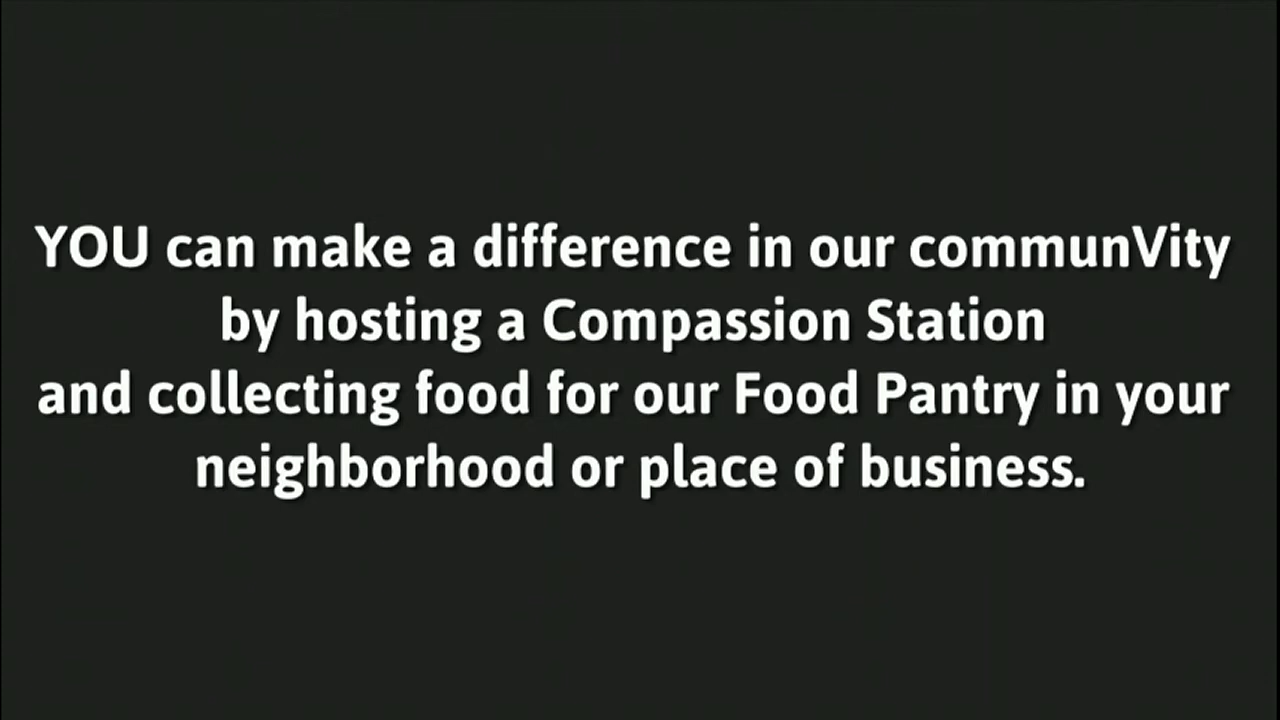 YOU can make a difference in our communVity
by hosting a Compassion Station
and collecting food for our Food Pantry in your
neighborhood or place of business.